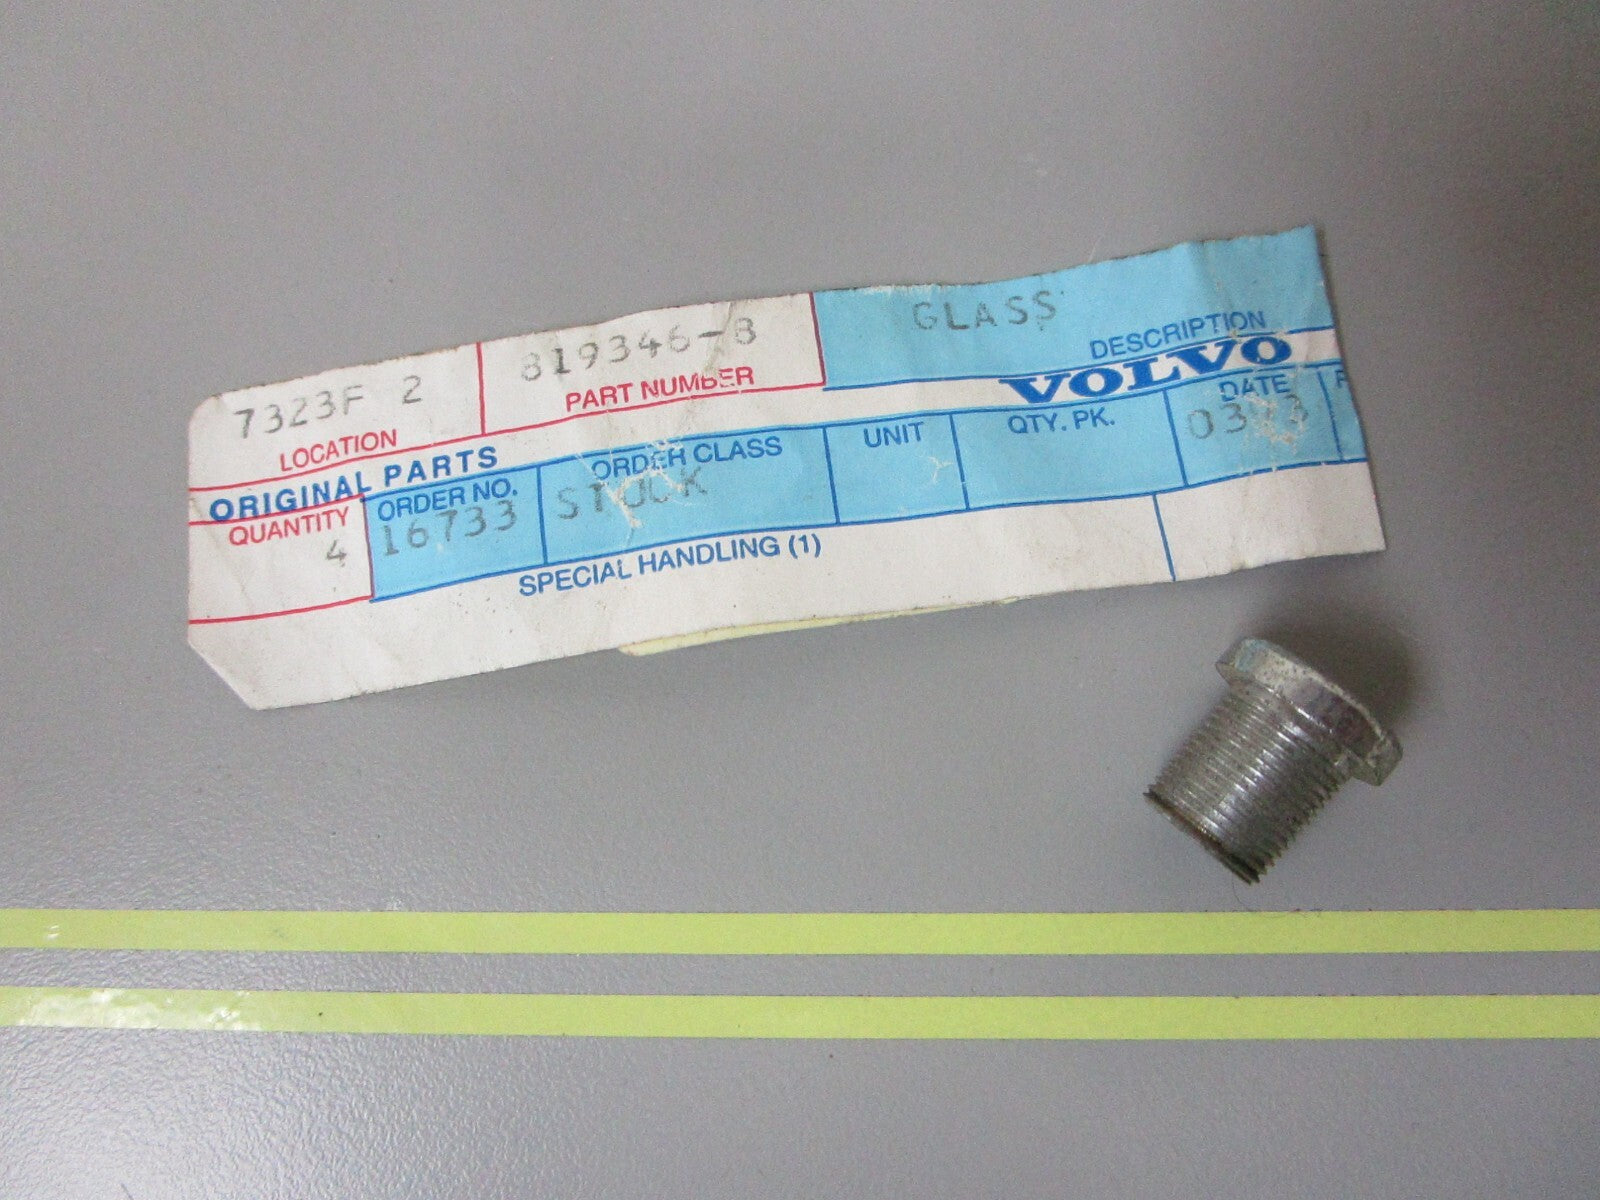 7323F 2
LOCATION
819346-8
PART NUMBER
GLASS
DESCRIPTION
ORIGINAL PARTS
VOLVO
QUANTITY
4
ORDER NO.
16733
ORDER CLASS
STOCK
UNIT
QTY. PK.
DATE
SPECIAL HANDLING (1)